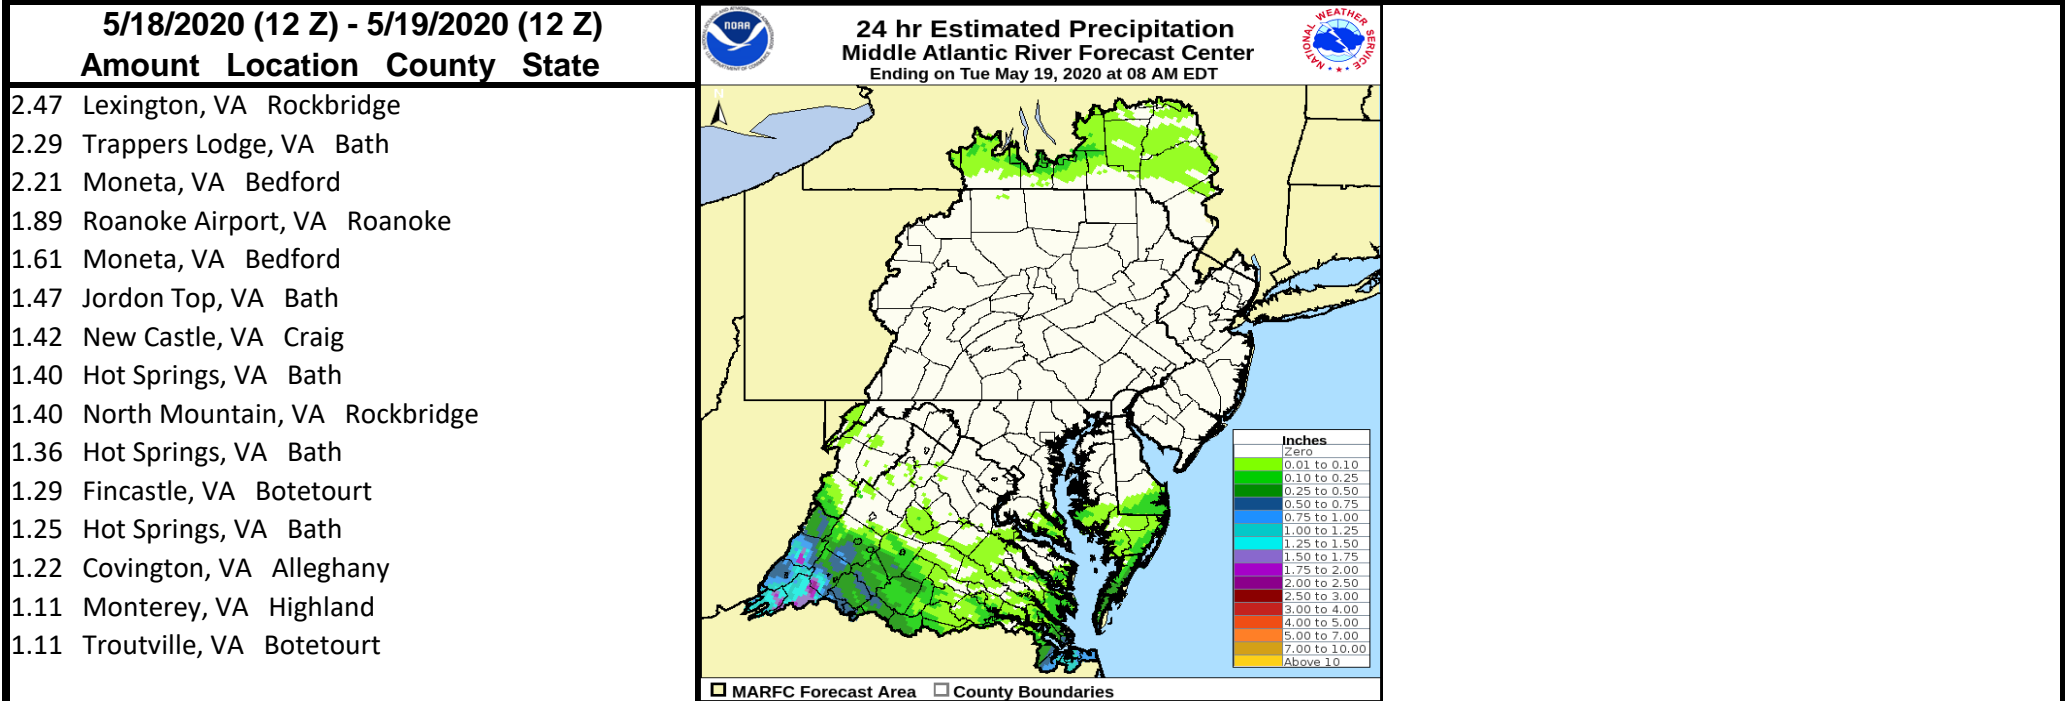 5/18/2020 (12 Z) - 5/19/2020 (12 Z)
Amount Location County State
2.47 Lexington, VA Rockbridge
2.29 Trappers Lodge, VA Bath
2.21 Moneta, VA Bedford
1.89 Roanoke Airport, VA Roanoke
1.61 Moneta, VA Bedford
1.47 Jordon Top, VA Bath
1.42 New Castle, VA Craig
1.40 Hot Springs, VA Bath
1.40 North Mountain, VA Rockbridge
1.36 Hot Springs, VA Bath
1.29 Fincastle, VA Botetourt
1.25 Hot Springs, VA Bath
1.22 Covington, VA Alleghany
1.11 Monterey, VA Highland
1.11 Troutville, VA Botetourt
NOAA
24 hr Estimated Precipitation
Middle Atlantic River Forecast Center
Ending on Tue May 19, 2020 at 08 AM EDT
NATIONAL WEATHER SERVICE
N
Inches
Zero
0.01 to 0.10
0.10 to 0.25
0.25 to 0.50
0.50 to 0.75
0.75 to 1.00
1.00 to 1.25
1.25 to 1.50
1.50 to 1.75
1.75 to 2.00
2.00 to 2.50
2.50 to 3.00
3.00 to 4.00
4.00 to 5.00
5.00 to 7.00
7.00 to 10.00
Above 10
MARFC Forecast Area County Boundaries